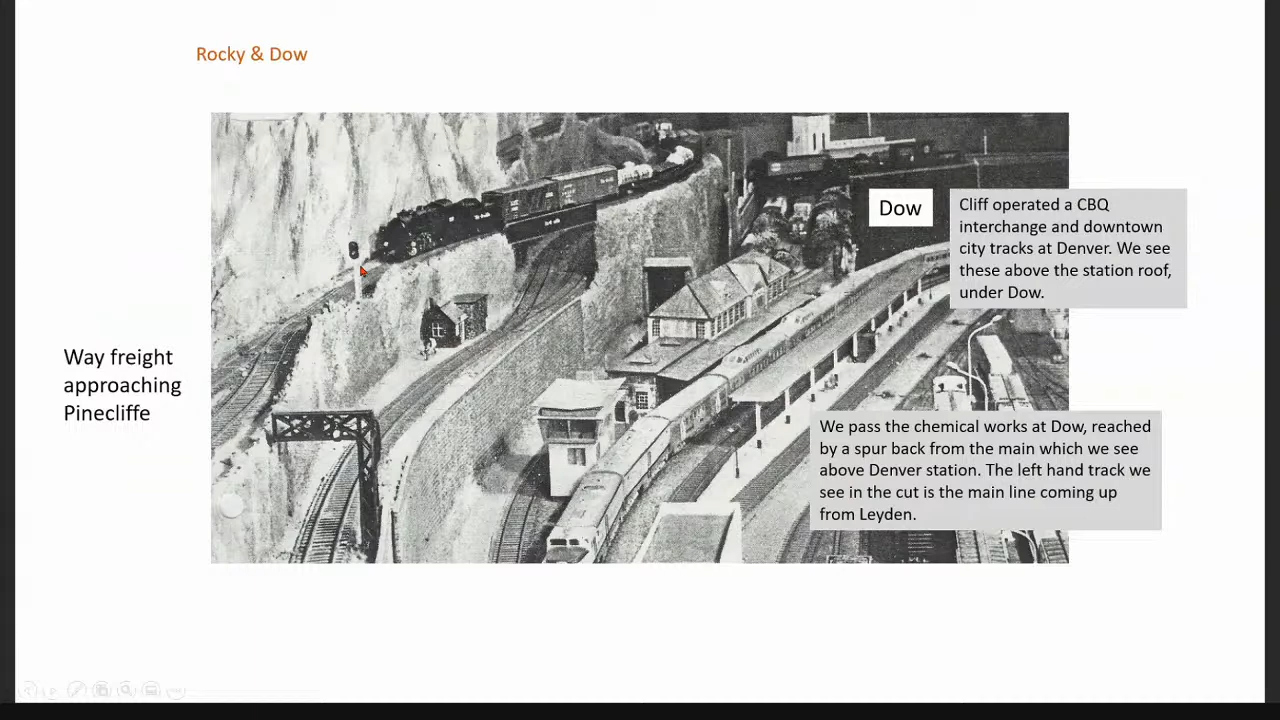 Rocky & Dow
Way freight
approaching
Pinecliffe
Dow
Cliff operated a CBQ
interchange and downtown
city tracks at Denver. We see
these above the station roof,
under Dow.
We pass the chemical works at Dow, reached
by a spur back from the main which we see
above Denver station. The left hand track we
see in the cut is the main line coming up
from Leyden.